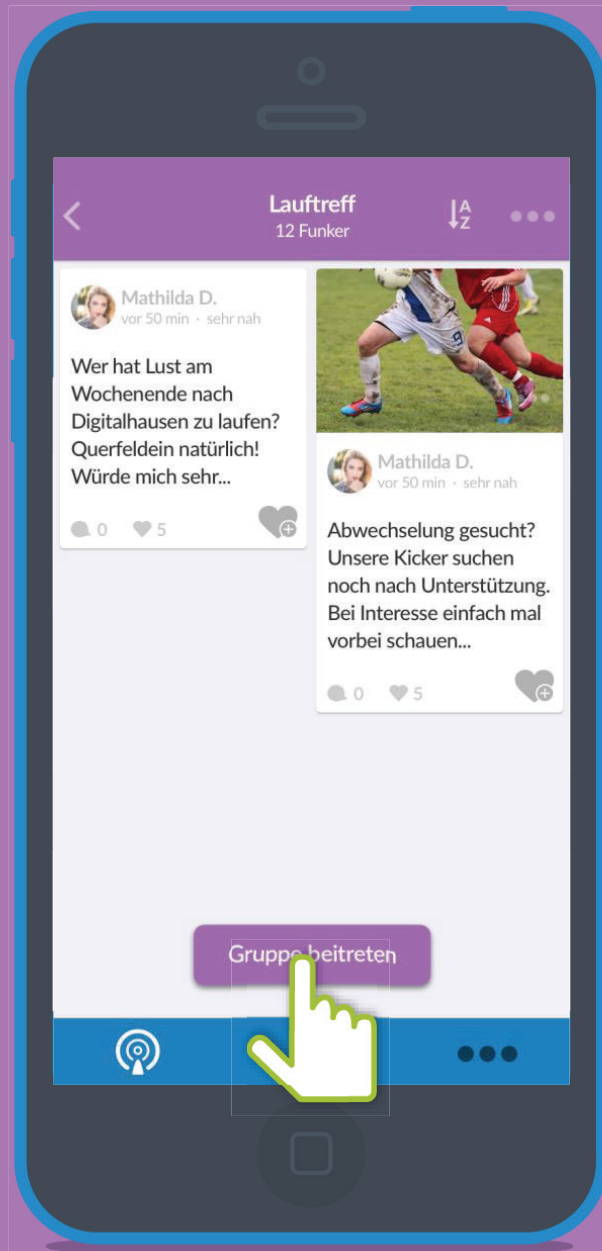 Lauftreff
12 Funker
A
Z
Mathilda D.
vor 50 min · sehr nah
Wer hat Lust am
Wochenende nach
Digitalhausen zu laufen?
Querfeldein natürlich!
Würde mich sehr...
0 5
9
Mathilda D.
vor 50 min · sehr nah
Abwechselung gesucht?
Unsere Kicker suchen
noch nach Unterstützung.
Bei Interesse einfach mal
vorbei schauen...
0 5
Gruppe beitreten